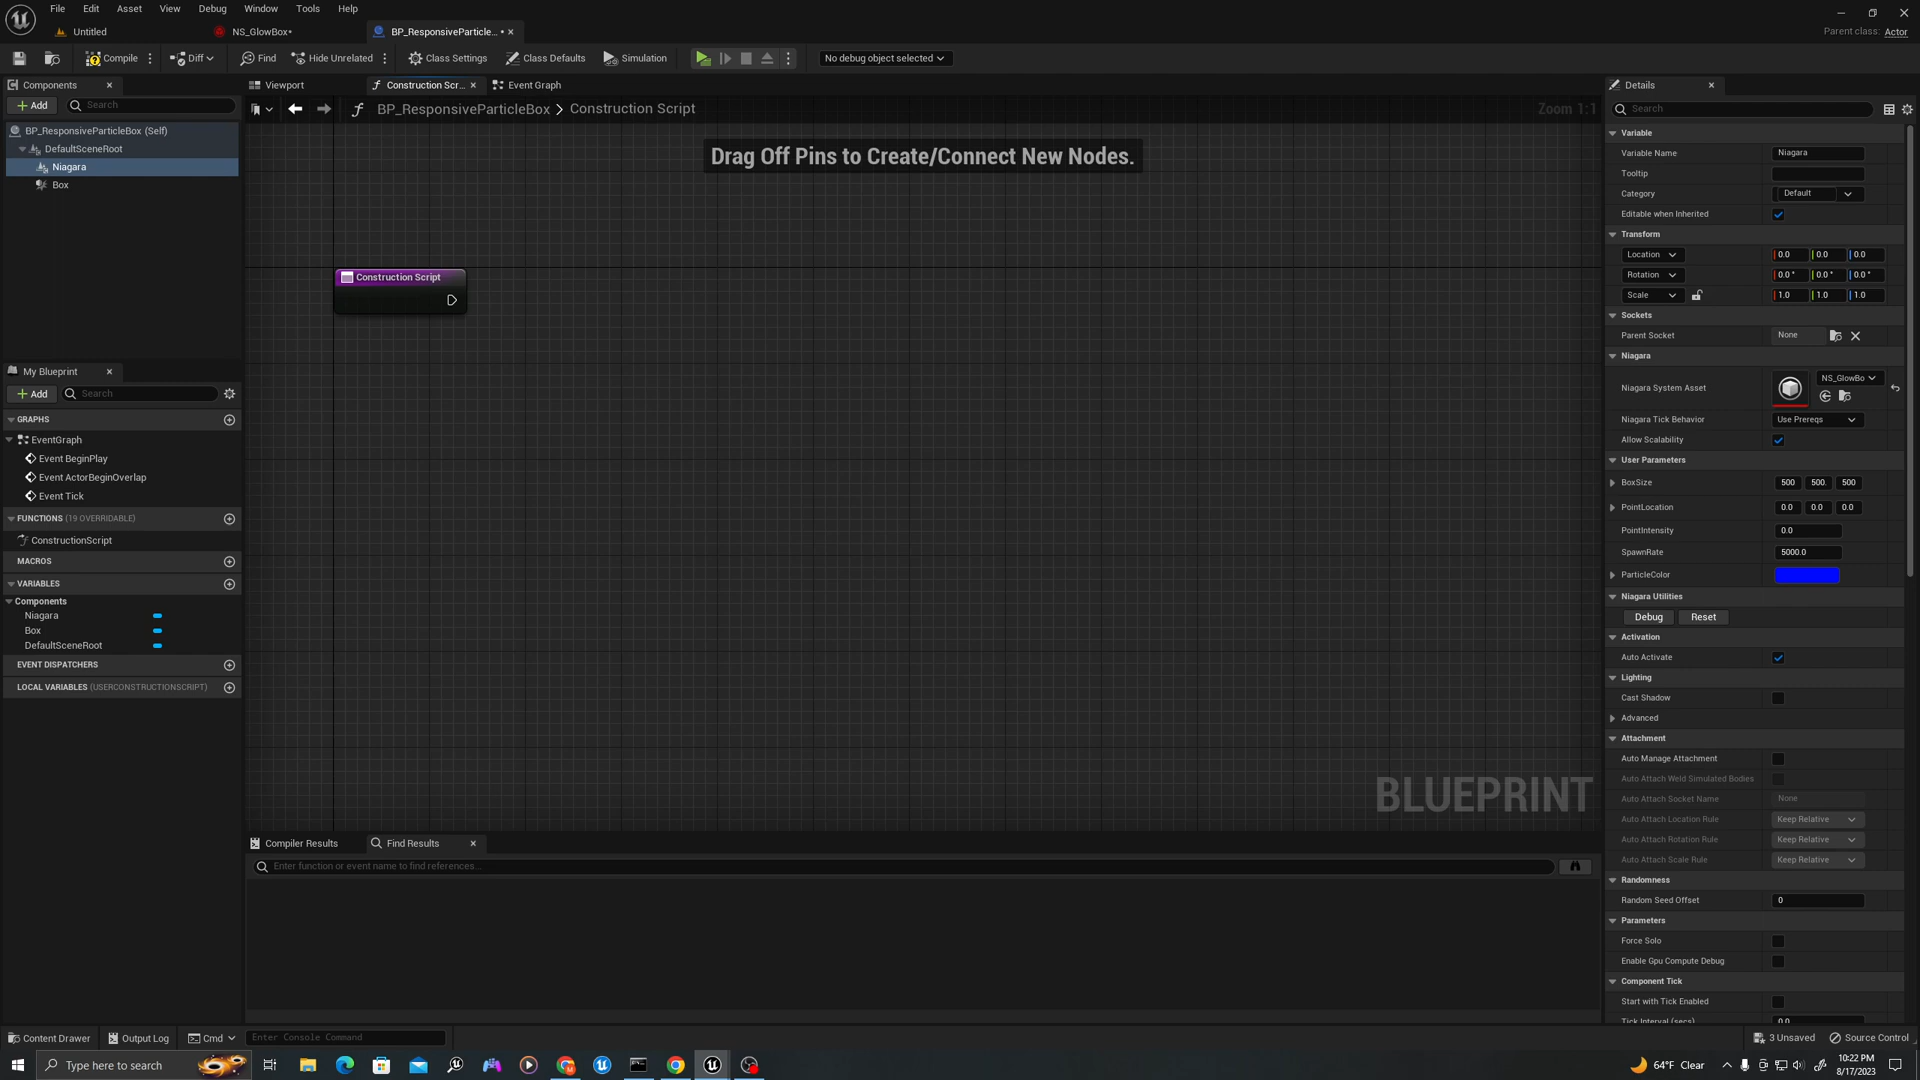 File Edit Asset View Debug Window Tools Help
Untitled NS_GlowBox* BP_ResponsiveParticle...
Parent class: Actor
Compile Diff Find Hide Unrelated Class Settings Class Defaults Simulation No debug object selected
Components
Add Search
BP_ResponsiveParticleBox (Self)
DefaultSceneRoot
Niagara
Box
My Blueprint
Add Search
GRAPHS
EventGraph
Event BeginPlay
Event ActorBeginOverlap
Event Tick
FUNCTIONS (19 OVERRIDABLE)
ConstructionScript
MACROS
VARIABLES
Components
Niagara
Box
DefaultSceneRoot
EVENT DISPATCHERS
LOCAL VARIABLES (USERCONSTRUCTIONSCRIPT)
Viewport Construction Scr... Event Graph
BP_ResponsiveParticleBox > Construction Script
Zoom 1:1
Drag Off Pins to Create/Connect New Nodes.
Construction Script
BLUEPRINT
Compiler Results Find Results
Enter function or event name to find references...
Details
Search
Variable
Variable Name Niagara
Tooltip
Category Default
Editable when Inherited
Transform
Location 0.0 0.0 0.0
Rotation 0.0 ° 0.0 ° 0.0 °
Scale 1.0 1.0 1.0
Sockets
Parent Socket None
Niagara
Niagara System Asset NS_GlowBo
Niagara Tick Behavior Use Prereqs
Allow Scalability
User Parameters
BoxSize 500 500. 500
PointLocation 0.0 0.0 0.0
PointIntensity 0.0
SpawnRate 5000.0
ParticleColor
Niagara Utilities
Debug Reset
Activation
Auto Activate
Lighting
Cast Shadow
Advanced
Attachment
Auto Manage Attachment
Auto Attach Weld Simulated Bodies
Auto Attach Socket Name None
Auto Attach Location Rule Keep Relative
Auto Attach Rotation Rule Keep Relative
Auto Attach Scale Rule Keep Relative
Randomness
Random Seed Offset 0
Parameters
Force Solo
Enable Gpu Compute Debug
Component Tick
Start with Tick Enabled
Tick Interval (secs) 0.0
Content Drawer Output Log Cmd Enter Console Command 3 Unsaved Source Control
Type here to search 64°F Clear 10:22 PM
8/17/2023